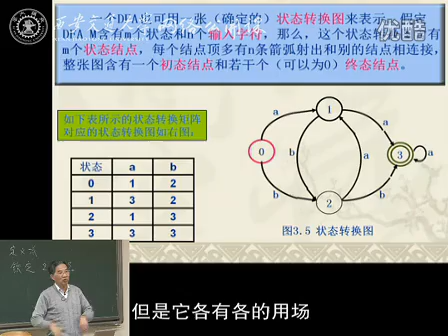 一个DFA也可用一张(确定的)状态转换图来表示。假定
DFA M含有m个状态和n个输入字符,那么,这个状态转换图含有
m个状态结点,每个结点顶多有n条箭弧射出和别的结点相连接,
整张图含有一个初态结点和若干个(可以为0)终态结点。
优酷
如下表所示的状态转换矩阵
对应的状态转换图如右图:
状态 a b
0 1 2
1 3 2
2 1 3
3 3 3
a
1
a
0
b
a
3
a
b
2
b
图3.5 状态转换图
但是它各有各的用场